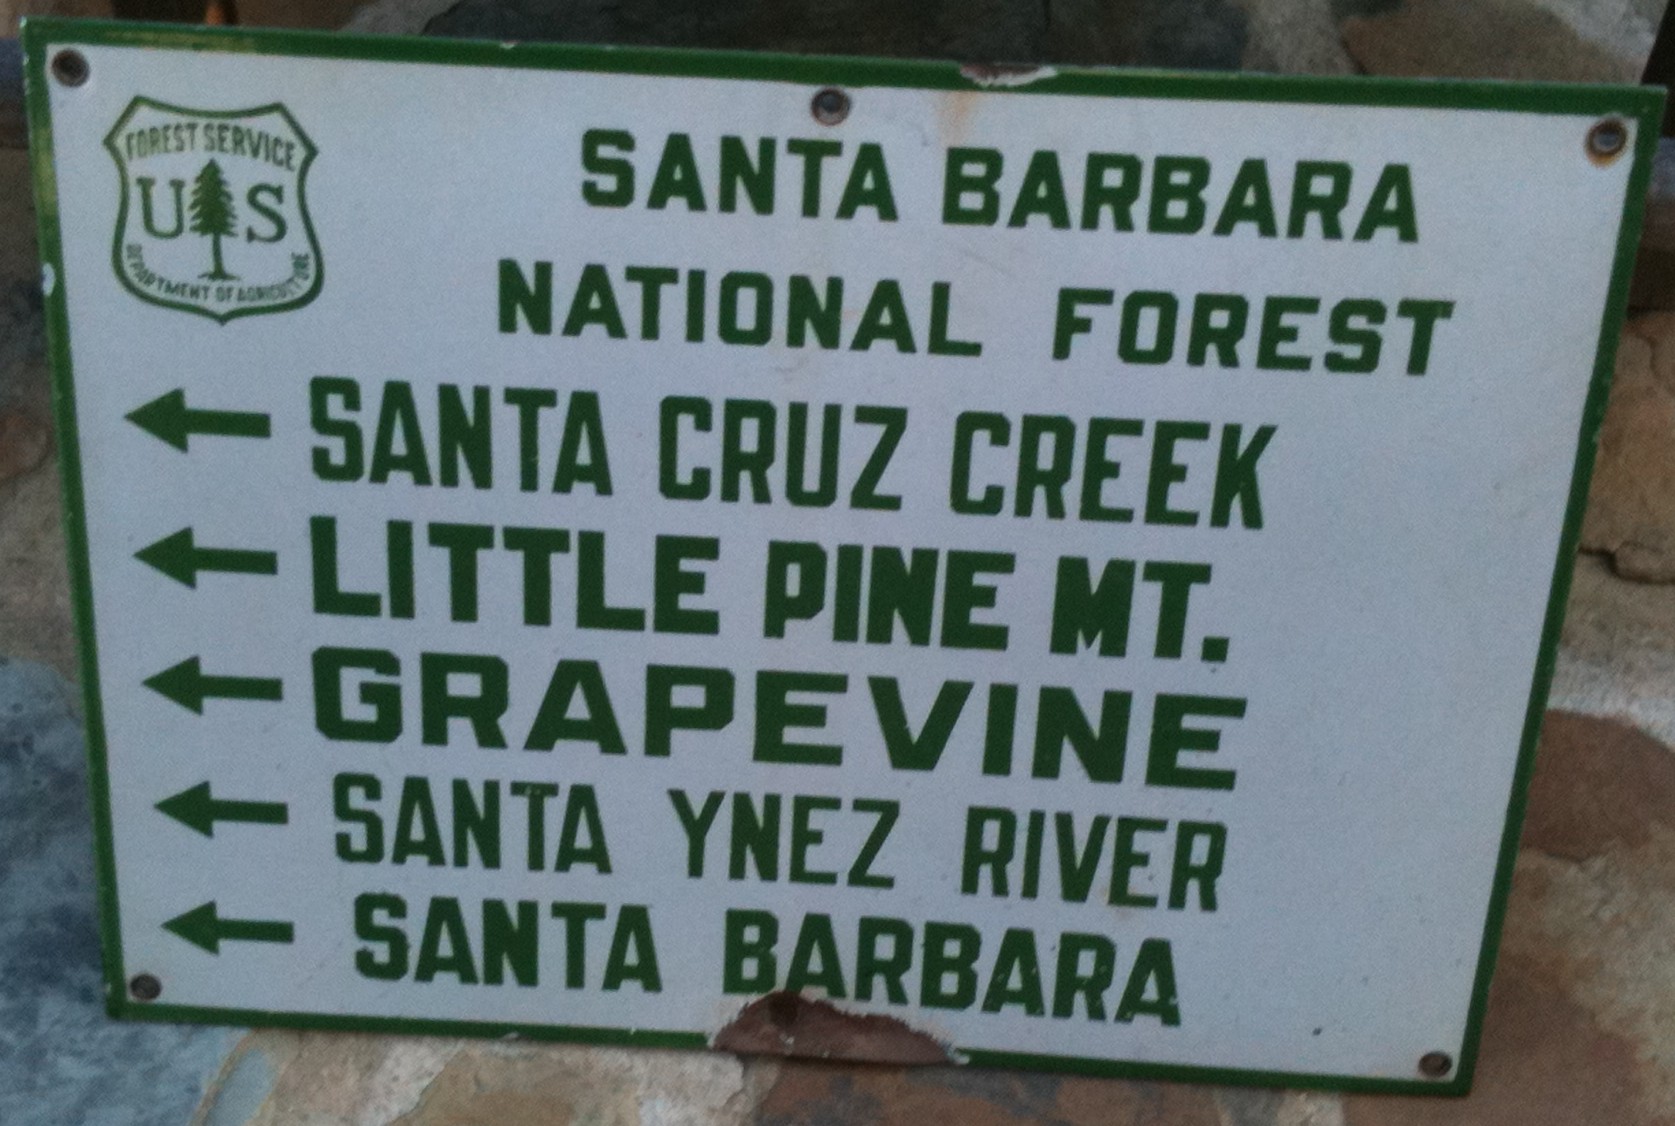 FOREST SERVICE
U S
DEPARTMENT OF AGRICULTURE
SANTA BARBARA
NATIONAL FOREST
SANTA CRUZ CREEK
LITTLE PINE MT.
GRAPEVINE
SANTA YNEZ RIVER
SANTA BARBARA